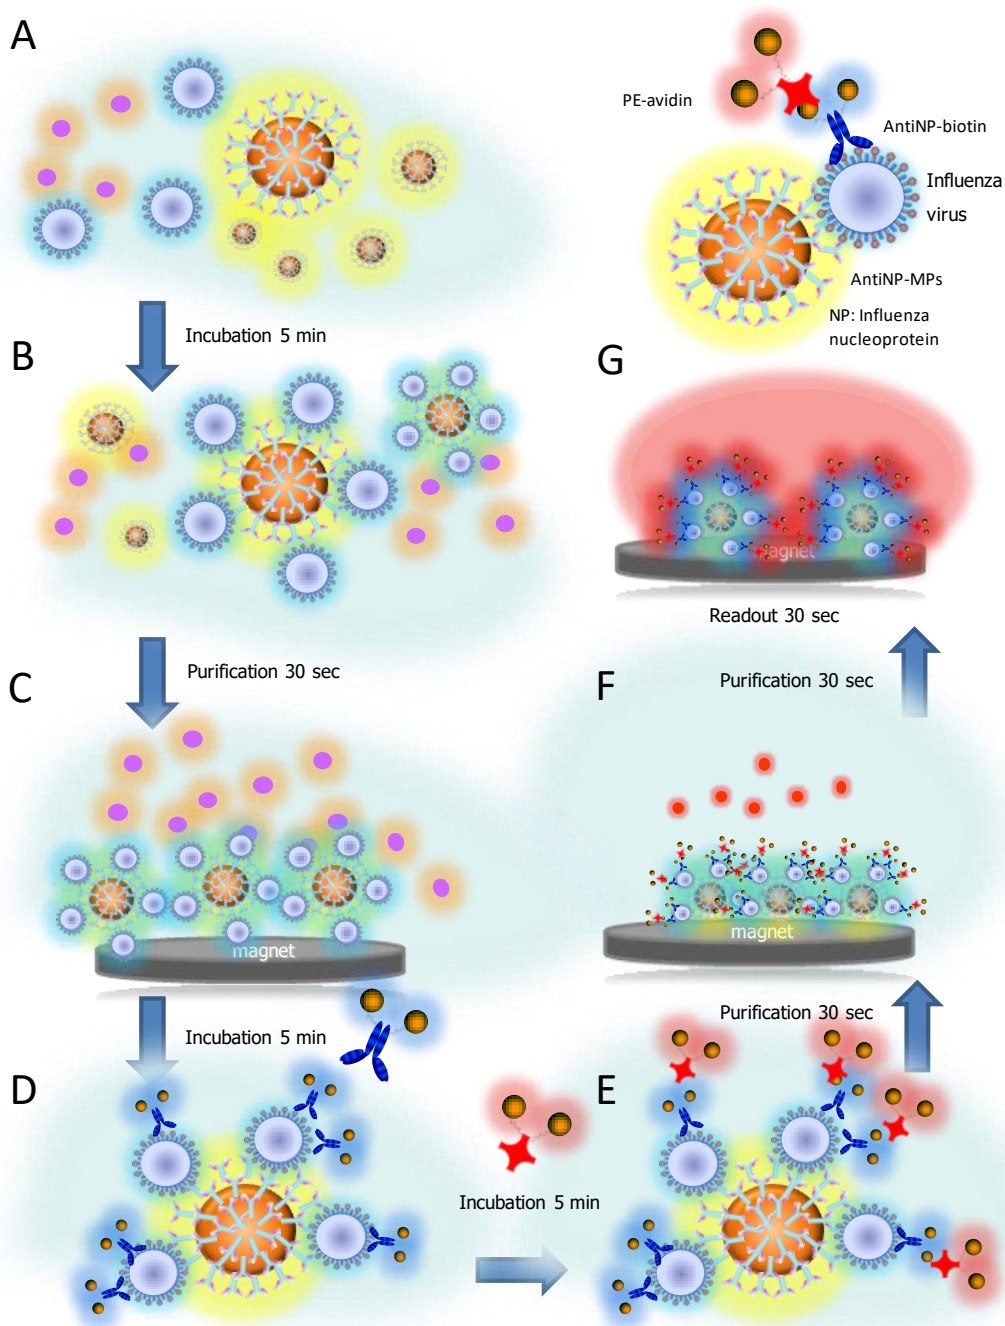 A
PE-avidin
AntiNP-biotin
Influenza
virus
AntiNP-MPs
NP: Influenza
nucleoprotein
Incubation 5 min
B
G
magnet
Readout 30 sec
Purification 30 sec
C
F
Purification 30 sec
magnet
magnet
Incubation 5 min
Purification 30 sec
D
E
Incubation 5 min